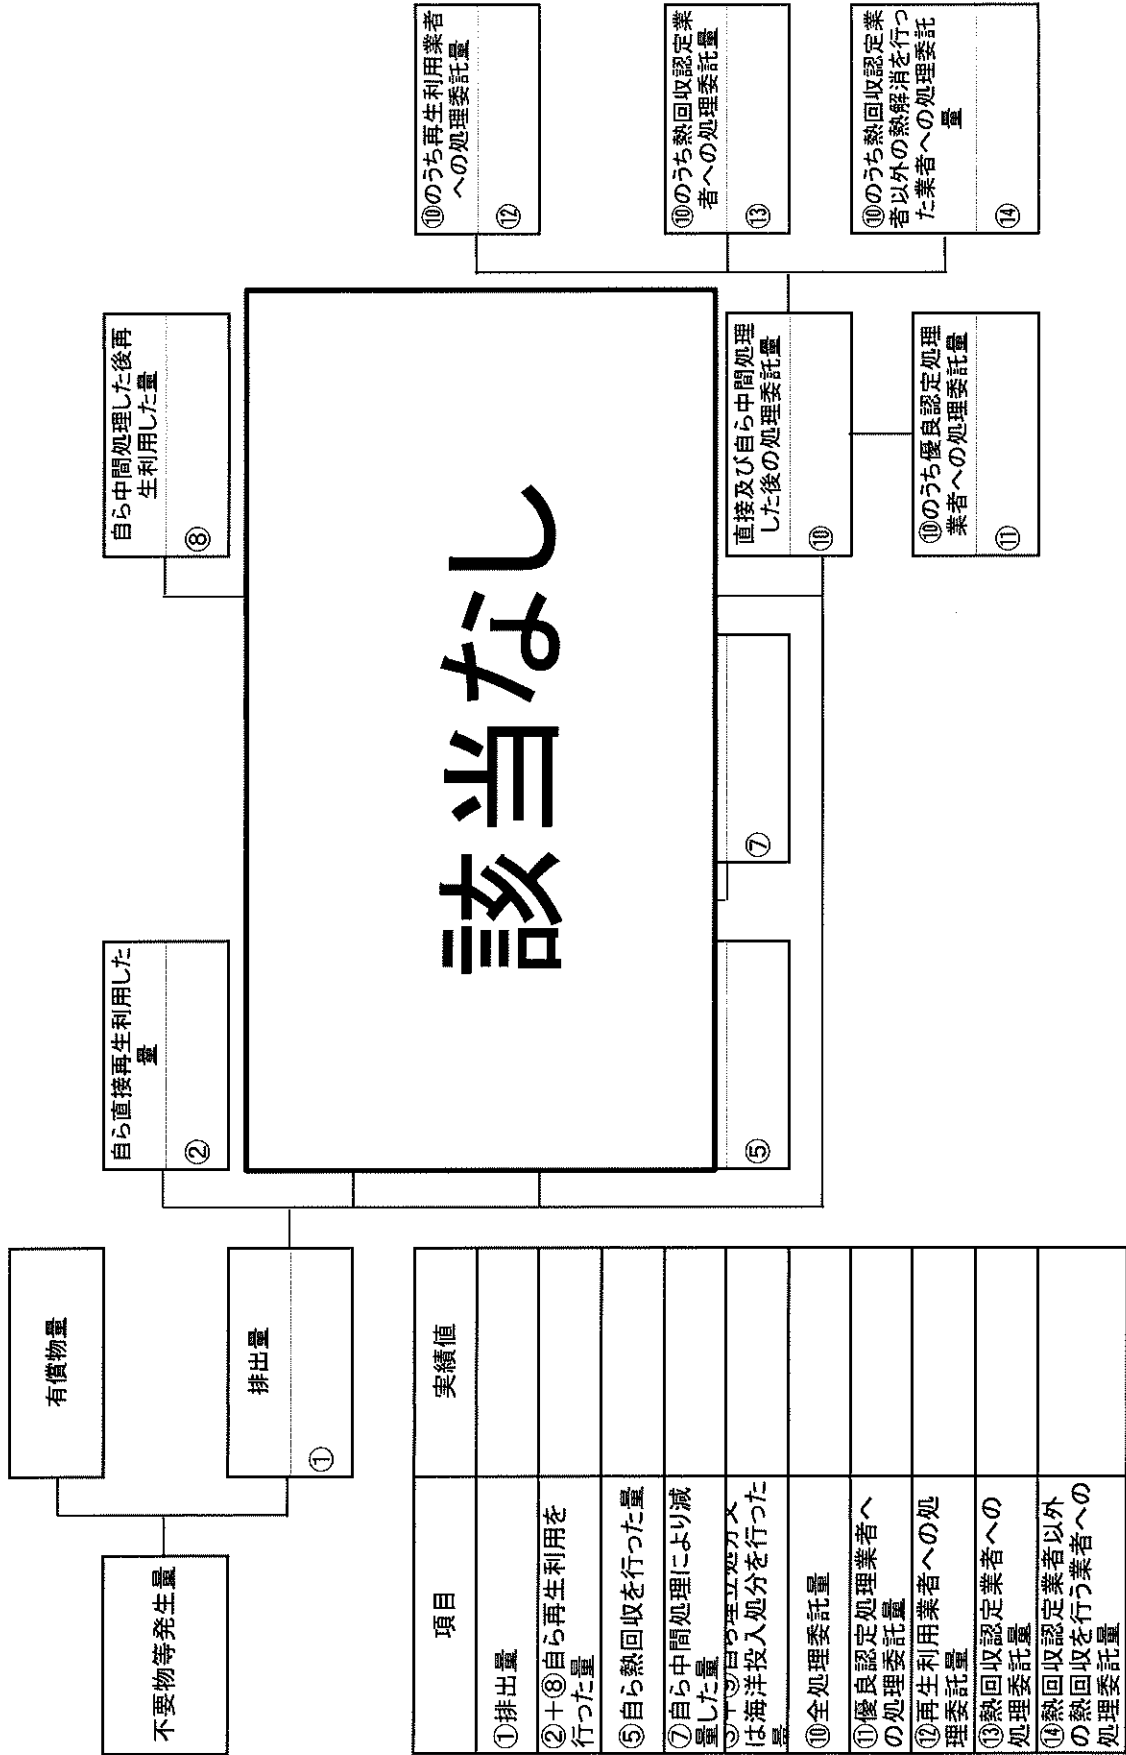 不要物等発生量
有償物量
排出量
①
自ら直接再生利用した
量
②
自ら中間処理した後再
生利用した量
⑧
該当なし
⑤
⑦
直接及び自ら中間処理
した後の処理委託量
⑩
⑩のうち優良認定処理
業者への処理委託量
⑪
⑩のうち再生利用業者
への処理委託量
⑫
⑩のうち熱回収認定業
者への処理委託量
⑬
⑩のうち熱回収認定業
者以外の熱解消を行っ
た業者への処理委託
量
⑭
項目
実績値
①排出量
②+⑧自ら再生利用を
行った量
⑤自ら熱回収を行った量
⑦自ら中間処理により減
量した量
+⑨自ら埋立処分又
は海洋投入処分を行った
量
⑩全処理委託量
⑪優良認定処理業者へ
の処理委託量
⑫再生利用業者への処
理委託量
⑬熱回収認定業者への
処理委託量
⑭熱回収認定業者以外
の熱回収を行う業者への
処理委託量